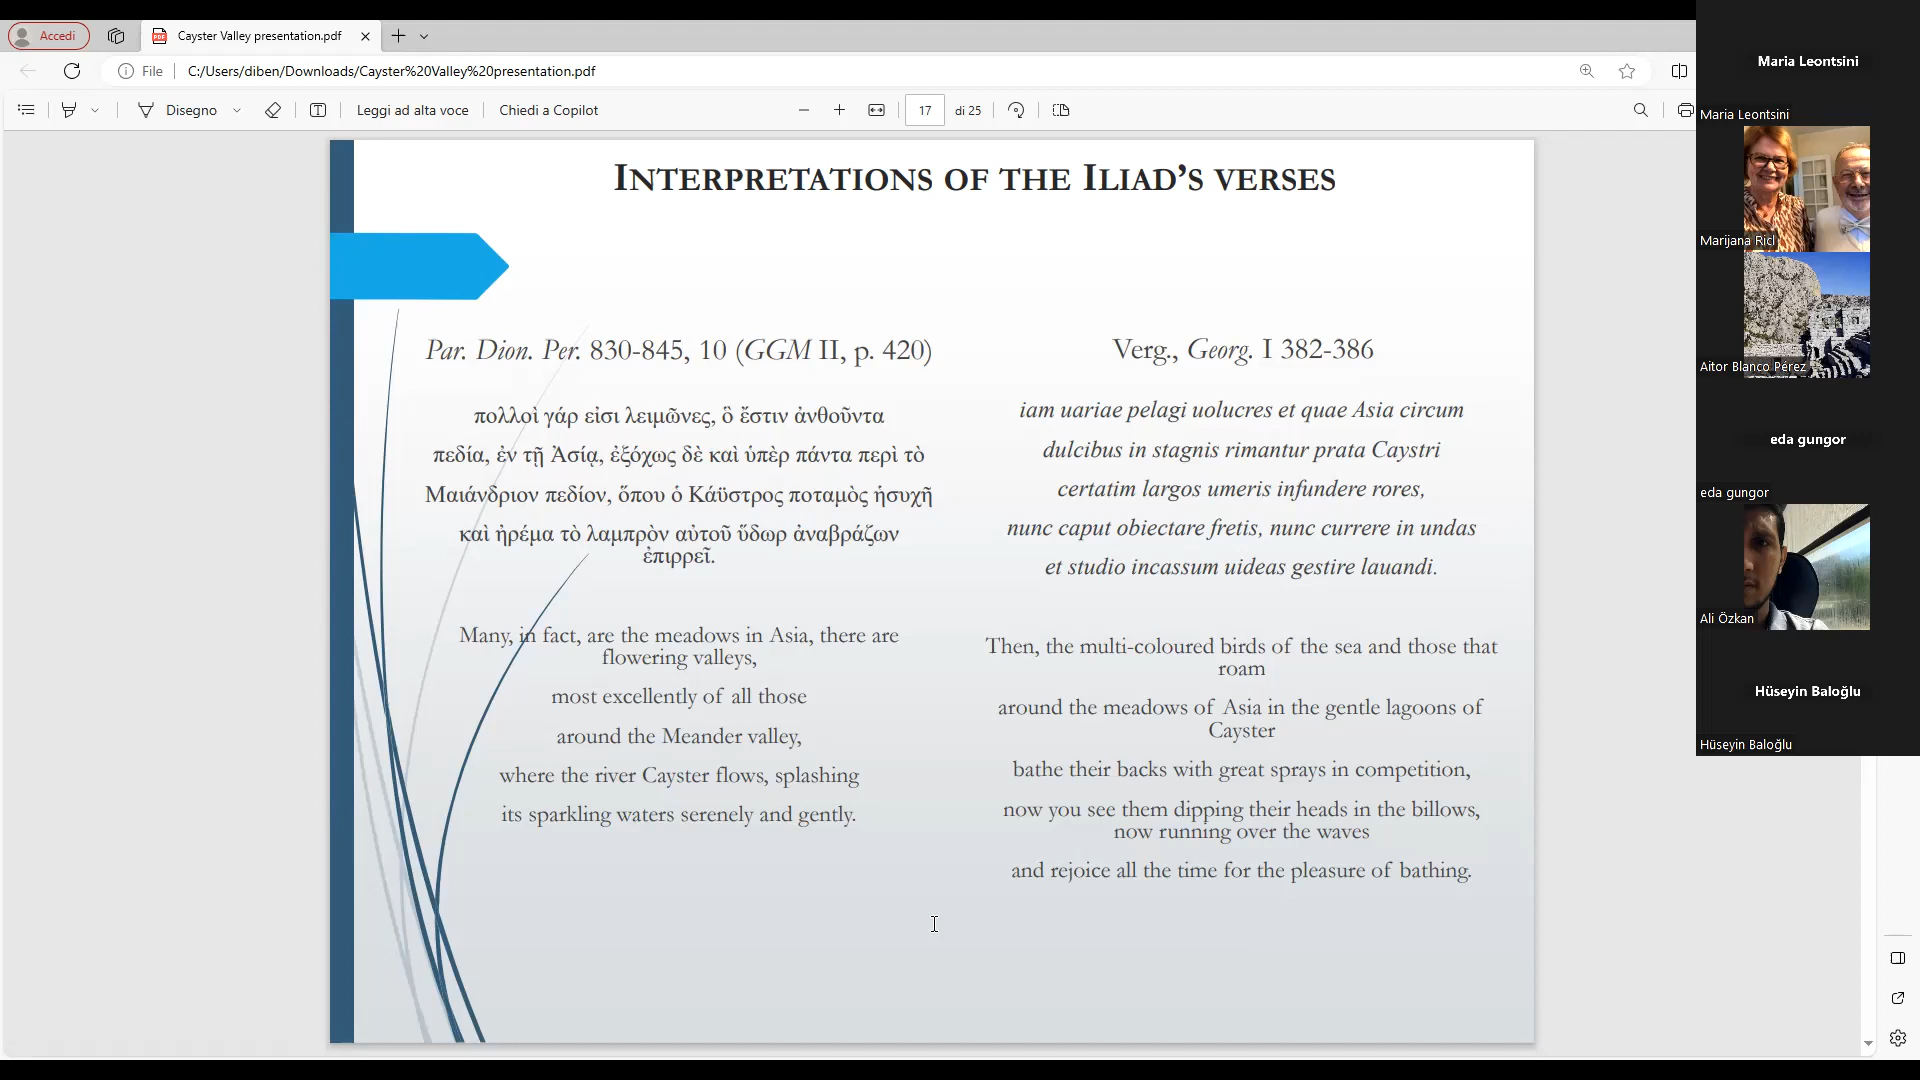 Accedi
Cayster Valley presentation.pdf
File
C:/Users/diben/Downloads/Cayster%20Valley%20presentation.pdf
Disegno
Leggi ad alta voce
Chiedi a Copilot
17
di 25
INTERPRETATIONS OF THE ILIAD’S VERSES
Par. Dion. Per. 830-845, 10 (GGM II, p. 420)
πολλοὶ γάρ εἰσι λειμῶνες, ὅ ἔστιν ἀνθοῦντα
πεδία, ἐν τῇ Ἀσίᾳ, ἐξόχως δὲ καὶ ὑπὲρ πάντα περὶ τὸ
Μαιάνδριον πεδίον, ὅπου ὁ Κάϋστρος ποταμὸς ἡσυχῆ
καὶ ἠρέμα τὸ λαμπρὸν αὐτοῦ ὕδωρ ἀναβράζων
ἐπιρρεῖ.
Many, in fact, are the meadows in Asia, there are
flowering valleys,
most excellently of all those
around the Meander valley,
where the river Cayster flows, splashing
its sparkling waters serenely and gently.
Verg., Georg. I 382-386
iam uariae pelagi uolucres et quae Asia circum
dulcibus in stagnis rimantur prata Caystri
certatim largos umeris infundere rores,
nunc caput obiectare fretis, nunc currere in undas
et studio incassum uideas gestire lauandi.
Then, the multi-coloured birds of the sea and those that
roam
around the meadows of Asia in the gentle lagoons of
Cayster
bathe their backs with great sprays in competition,
now you see them dipping their heads in the billows,
now running over the waves
and rejoice all the time for the pleasure of bathing.
Maria Leontsini
Maria Leontsini
Marijana Ricl
Aitor Blanco Pérez
eda gungor
eda gungor
Ali Özkan
Hüseyin Baloğlu
Hüseyin Baloğlu